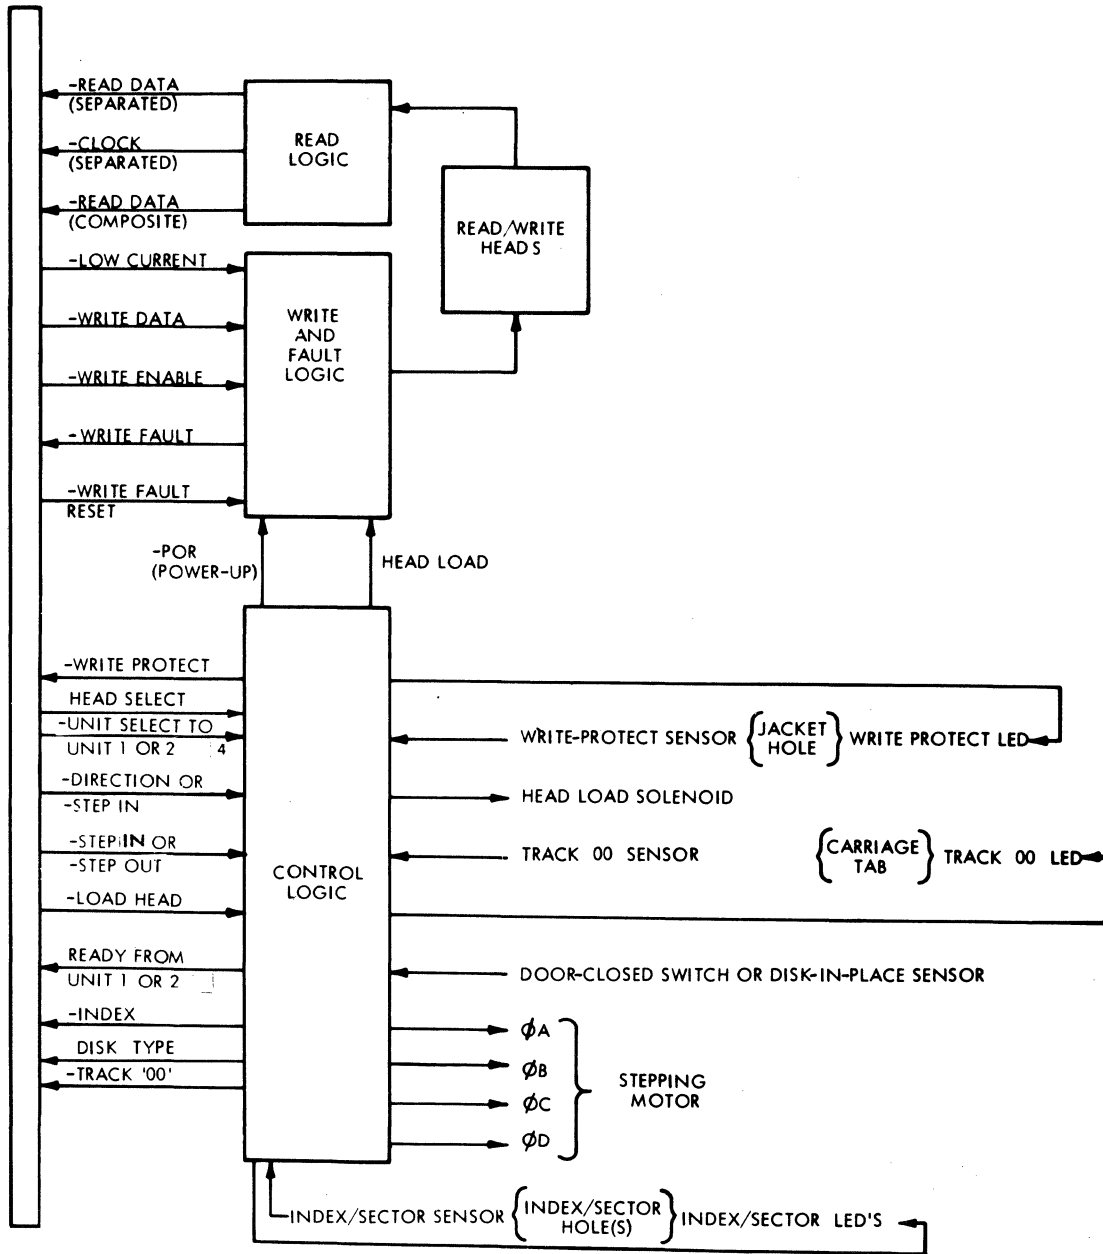 -READ DATA
(SEPARATED)
-CLOCK
(SEPARATED)
-READ DATA
(COMPOSITE)
READ
LOGIC
READ/WRITE
HEADS
-LOW CURRENT
-WRITE DATA
-WRITE ENABLE
-WRITE FAULT
-WRITE FAULT
RESET
WRITE
AND
FAULT
LOGIC
-POR
(POWER-UP)
HEAD LOAD
-WRITE PROTECT
HEAD SELECT
-UNIT SELECT TO
UNIT 1 OR 2 4
-DIRECTION OR
-STEP IN
-STEP IN OR
-STEP OUT
-LOAD HEAD
READY FROM
UNIT 1 OR 2
-INDEX
DISK TYPE
-TRACK '00'
CONTROL
LOGIC
WRITE-PROTECT SENSOR {JACKET HOLE} WRITE PROTECT LED
HEAD LOAD SOLENOID
TRACK 00 SENSOR {CARRIAGE TAB} TRACK 00 LED
DOOR-CLOSED SWITCH OR DISK-IN-PLACE SENSOR
ØA
ØB
ØC
ØD
STEPPING
MOTOR
INDEX/SECTOR SENSOR {INDEX/SECTOR HOLE(S)} INDEX/SECTOR LED'S